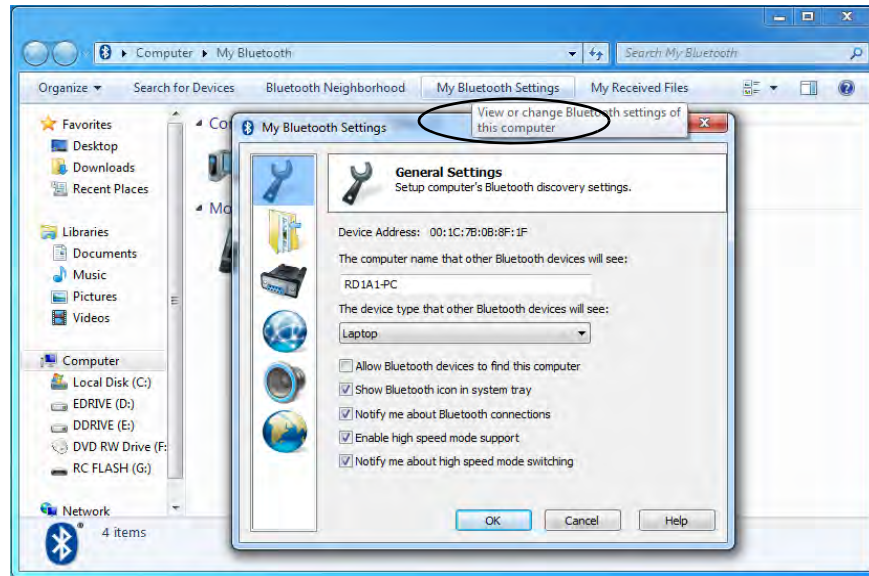 Computer ▸ My Bluetooth
Search My Bluetooth
Organize
Search for Devices
Bluetooth Neighborhood
My Bluetooth Settings
My Received Files
View or change Bluetooth settings of
this computer
Favorites
Desktop
Downloads
Recent Places
Libraries
Documents
Music
Pictures
Videos
Computer
Local Disk (C:)
EDRIVE (D:)
DDRIVE (E:)
DVD RW Drive (F:
RC FLASH (G:)
Network
4 items
My Bluetooth Settings
General Settings
Setup computer's Bluetooth discovery settings.
Device Address: 00:1C:7B:0B:8F:1F
The computer name that other Bluetooth devices will see:
RD1A1-PC
The device type that other Bluetooth devices will see:
Laptop
Allow Bluetooth devices to find this computer
Show Bluetooth icon in system tray
Notify me about Bluetooth connections
Enable high speed mode support
Notify me about high speed mode switching
OK
Cancel
Help